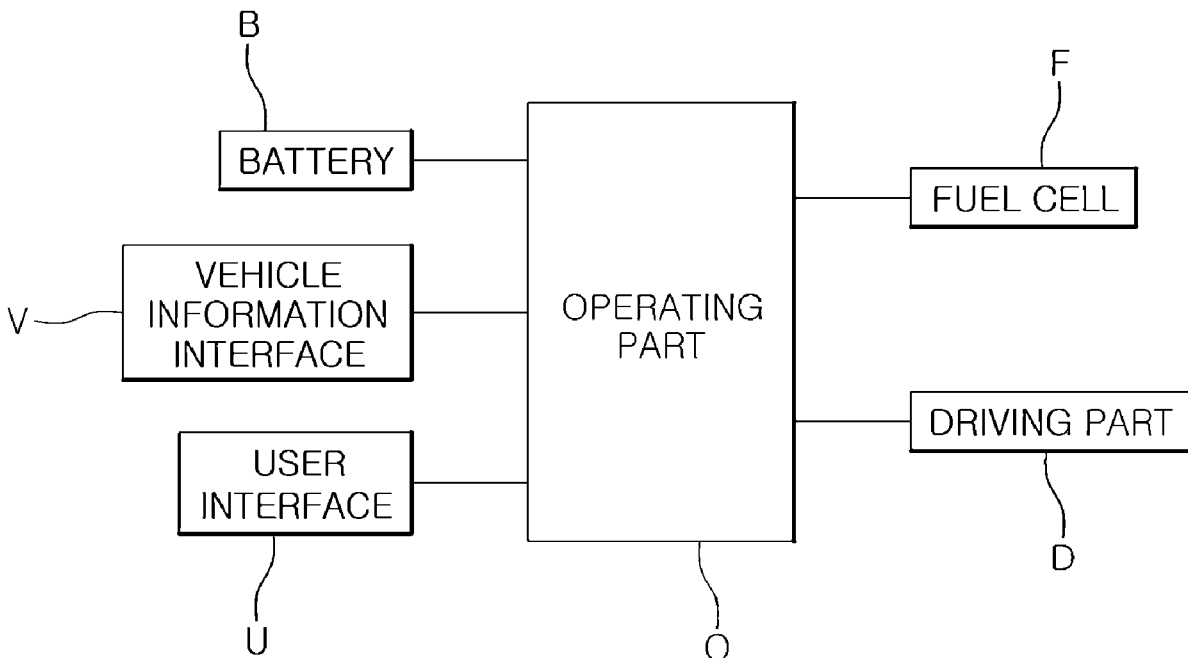 B
F
BATTERY
FUEL CELL
VEHICLE
INFORMATION
INTERFACE
V
OPERATING
PART
DRIVING PART
USER
INTERFACE
D
U
O